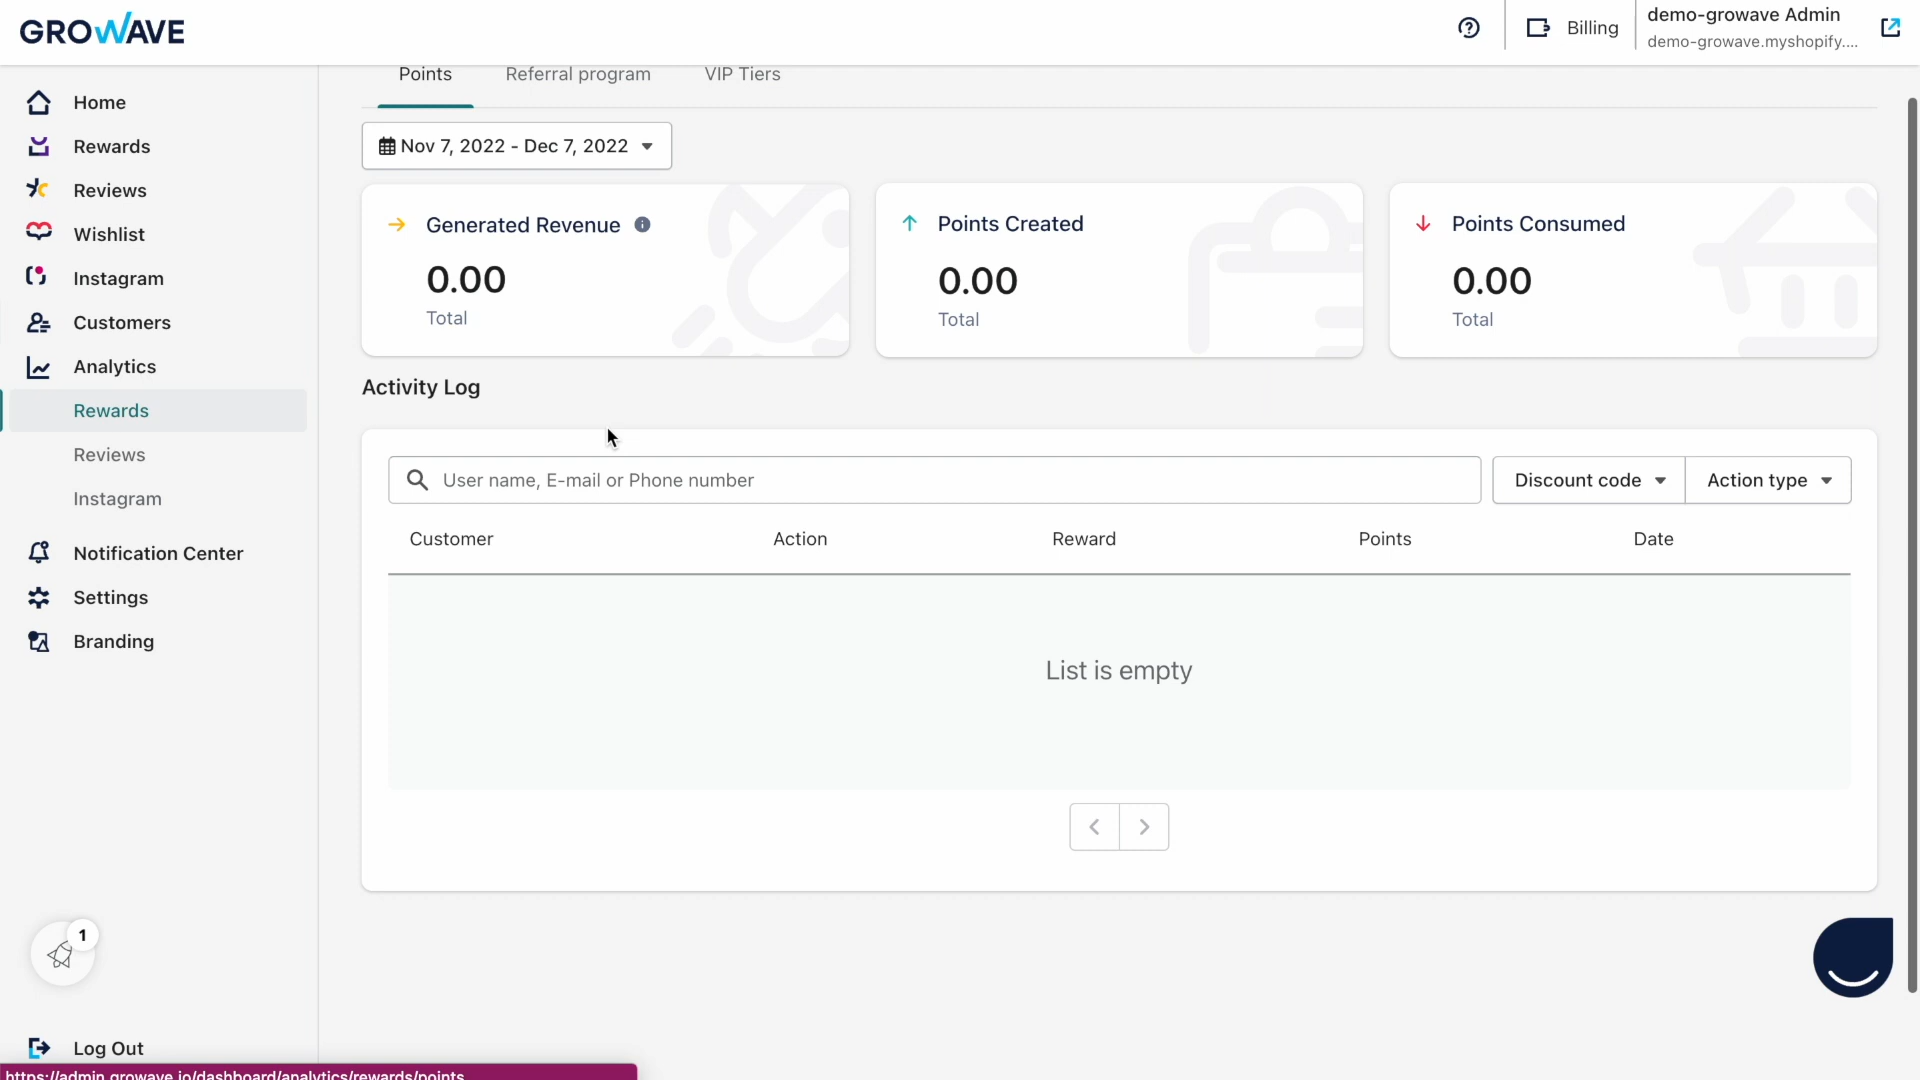 GROWAVE
Billing
demo-growave Admin
demo-growave.myshopify....
Home
Rewards
Reviews
Wishlist
Instagram
Customers
Analytics
Rewards
Reviews
Instagram
Notification Center
Settings
Branding
1
Log Out
Points
Referral program
VIP Tiers
Nov 7, 2022 - Dec 7, 2022
Generated Revenue
0.00
Total
Points Created
0.00
Total
Points Consumed
0.00
Total
Activity Log
User name, E-mail or Phone number
Discount code
Action type
Customer
Action
Reward
Points
Date
List is empty
https://admin.growave.io/dashboard/analytics/rewards/points